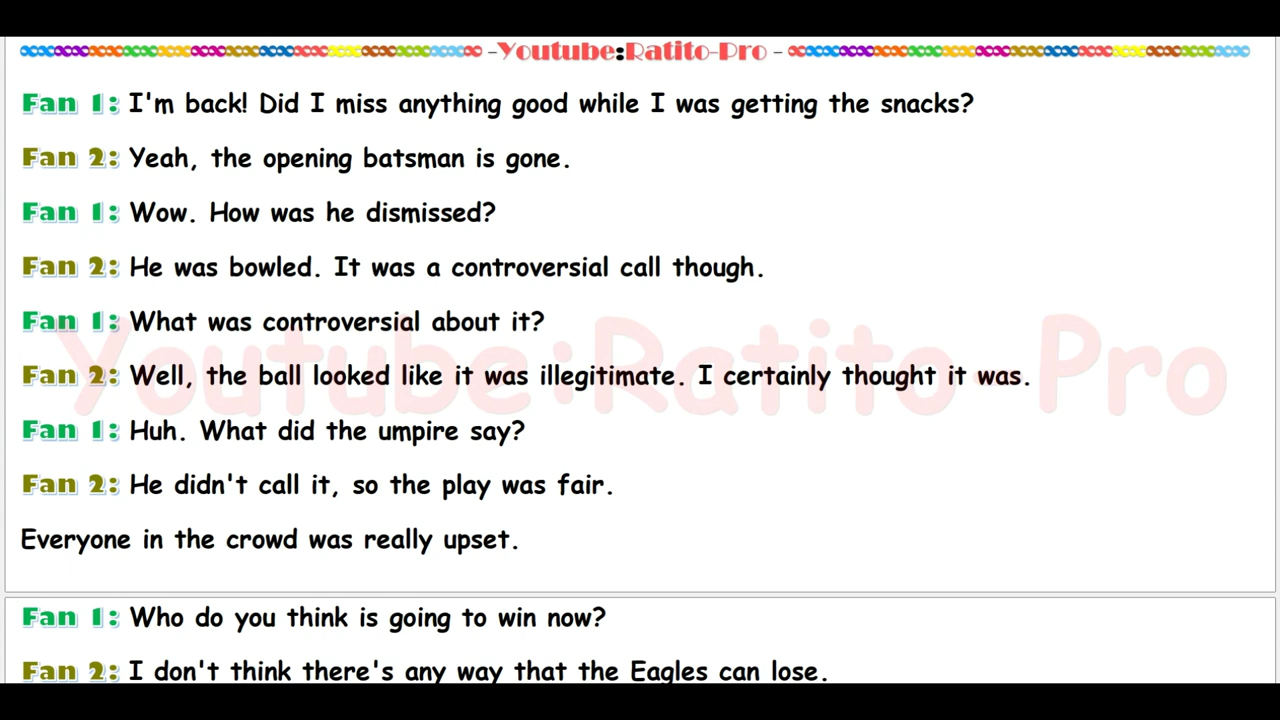 -Youtube:Ratito-Pro -
Fan 1: I'm back! Did I miss anything good while I was getting the snacks?
Fan 2: Yeah, the opening batsman is gone.
Fan 1: Wow. How was he dismissed?
Fan 2: He was bowled. It was a controversial call though.
Fan 1: What was controversial about it?
Fan 2: Well, the ball looked like it was illegitimate. I certainly thought it was.
Fan 1: Huh. What did the umpire say?
Fan 2: He didn't call it, so the play was fair.
Everyone in the crowd was really upset.
Fan 1: Who do you think is going to win now?
Fan 2: I don't think there's any way that the Eagles can lose.
Youtube:Ratito - Pro